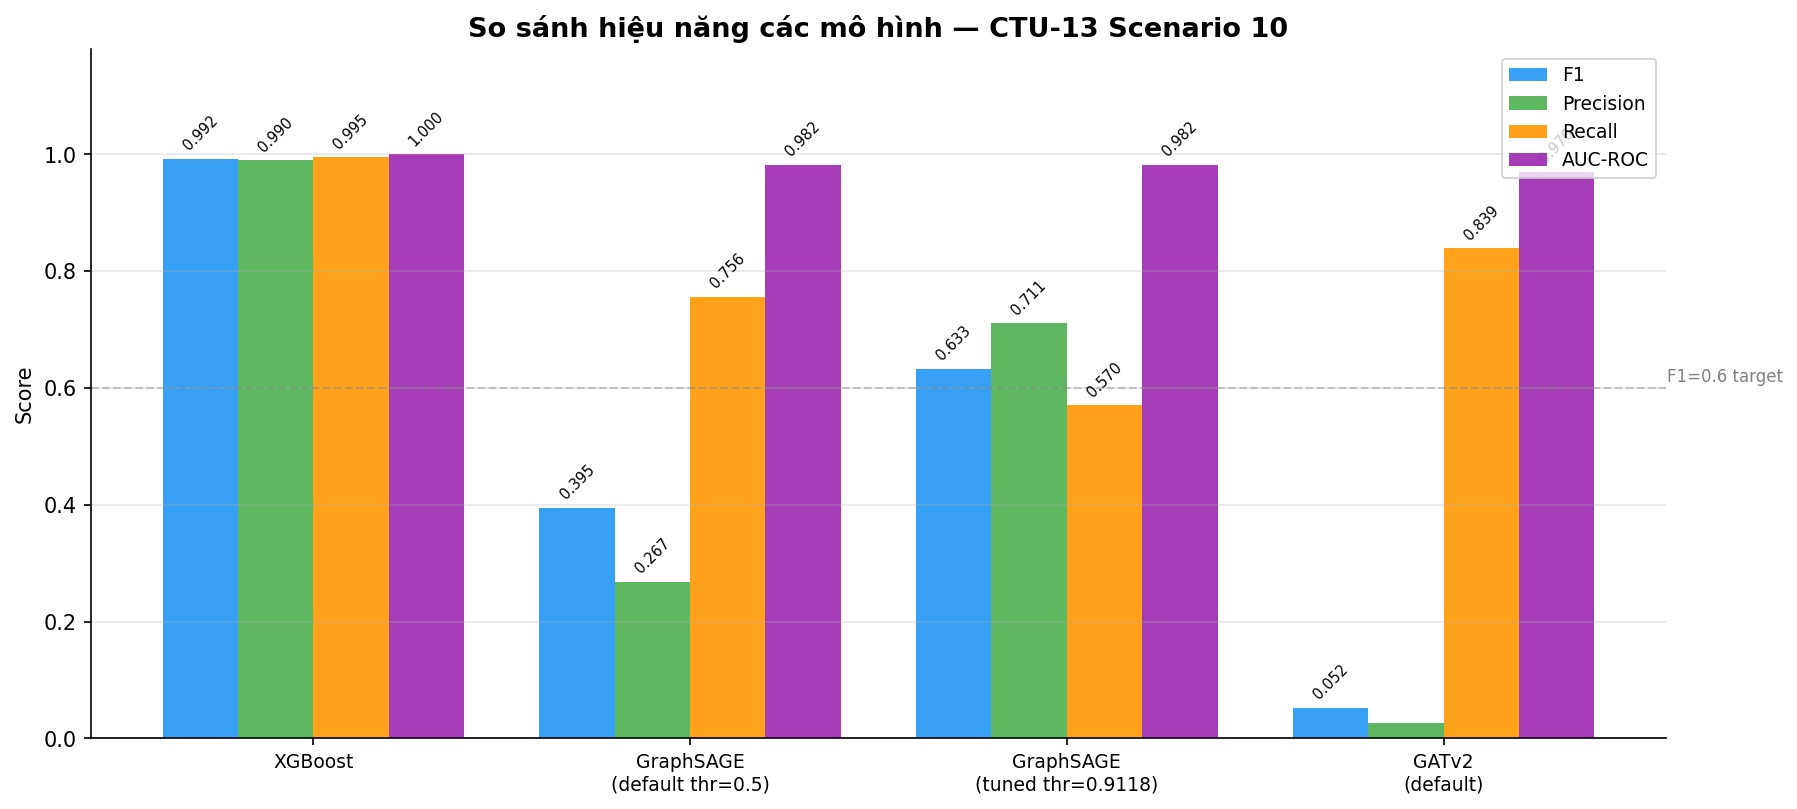 So sánh hiệu năng các mô hình — CTU-13 Scenario 10
F1
Precision
Recall
AUC-ROC
Score
1.0
0.8
0.6
0.4
0.2
0.0
0.992
0.990
0.995
1.000
0.395
0.267
0.756
0.982
0.633
0.711
0.570
0.982
0.052
0.839
F1=0.6 target
XGBoost
GraphSAGE
(default thr=0.5)
GraphSAGE
(tuned thr=0.9118)
GATv2
(default)